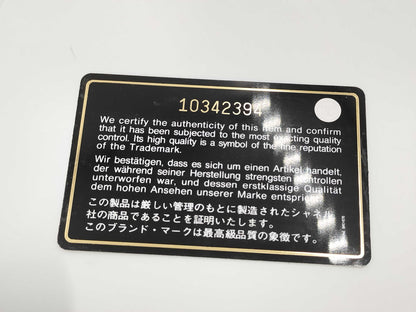 10342394
We certify the authenticity of this item and confirm
that it has been subjected to the most exacting quality
control. Its high quality is a symbol of the fine reputation
of the Trademark.
Wir bestätigen, dass es sich um einen Artikel handelt,
der während seiner Herstellung strengsten Kontrollen
unterworfen war, und dessen erstklassige Qualität
dem hohen Ansehen unserer Marke entspricht.
この製品は厳しい管理のもとに製造されたシャネル
社の商品であることを証明いたします。
このブランド・マークは最高級品質の象徴です。